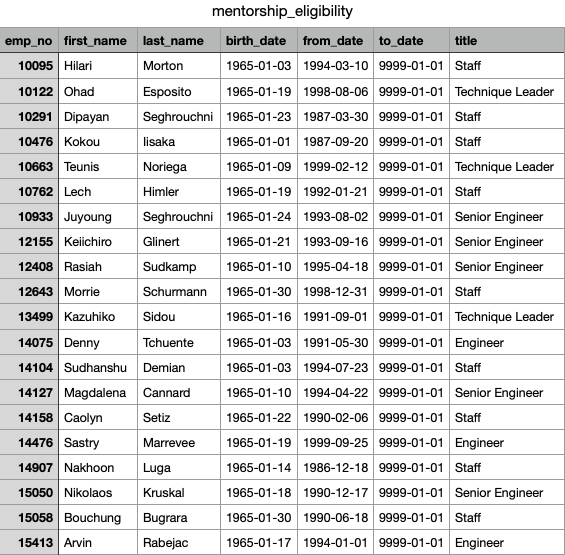 mentorship_eligibility
emp_no first_name last_name birth_date from_date to_date title
10095 Hilari Morton 1965-01-03 1994-03-10 9999-01-01 Staff
10122 Ohad Esposito 1965-01-19 1998-08-06 9999-01-01 Technique Leader
10291 Dipayan Seghrouchni 1965-01-23 1987-03-30 9999-01-01 Staff
10476 Kokou Iisaka 1965-01-01 1987-09-20 9999-01-01 Staff
10663 Teunis Noriega 1965-01-09 1999-02-12 9999-01-01 Technique Leader
10762 Lech Himler 1965-01-19 1992-01-21 9999-01-01 Staff
10933 Juyoung Seghrouchni 1965-01-24 1993-08-02 9999-01-01 Senior Engineer
12155 Keiichiro Glinert 1965-01-21 1993-09-16 9999-01-01 Senior Engineer
12408 Rasiah Sudkamp 1965-01-10 1995-04-18 9999-01-01 Senior Engineer
12643 Morrie Schurmann 1965-01-30 1998-12-31 9999-01-01 Staff
13499 Kazuhiko Sidou 1965-01-16 1991-09-01 9999-01-01 Technique Leader
14075 Denny Tchuente 1965-01-03 1991-05-30 9999-01-01 Engineer
14104 Sudhanshu Demian 1965-01-03 1994-07-23 9999-01-01 Staff
14127 Magdalena Cannard 1965-01-10 1994-04-22 9999-01-01 Senior Engineer
14158 Caolyn Setiz 1965-01-22 1990-02-06 9999-01-01 Staff
14476 Sastry Marrevee 1965-01-19 1999-09-25 9999-01-01 Engineer
14907 Nakhoon Luga 1965-01-14 1986-12-18 9999-01-01 Staff
15050 Nikolaos Kruskal 1965-01-18 1990-12-17 9999-01-01 Senior Engineer
15058 Bouchung Bugrara 1965-01-30 1990-06-18 9999-01-01 Staff
15413 Arvin Rabejac 1965-01-17 1994-01-01 9999-01-01 Engineer